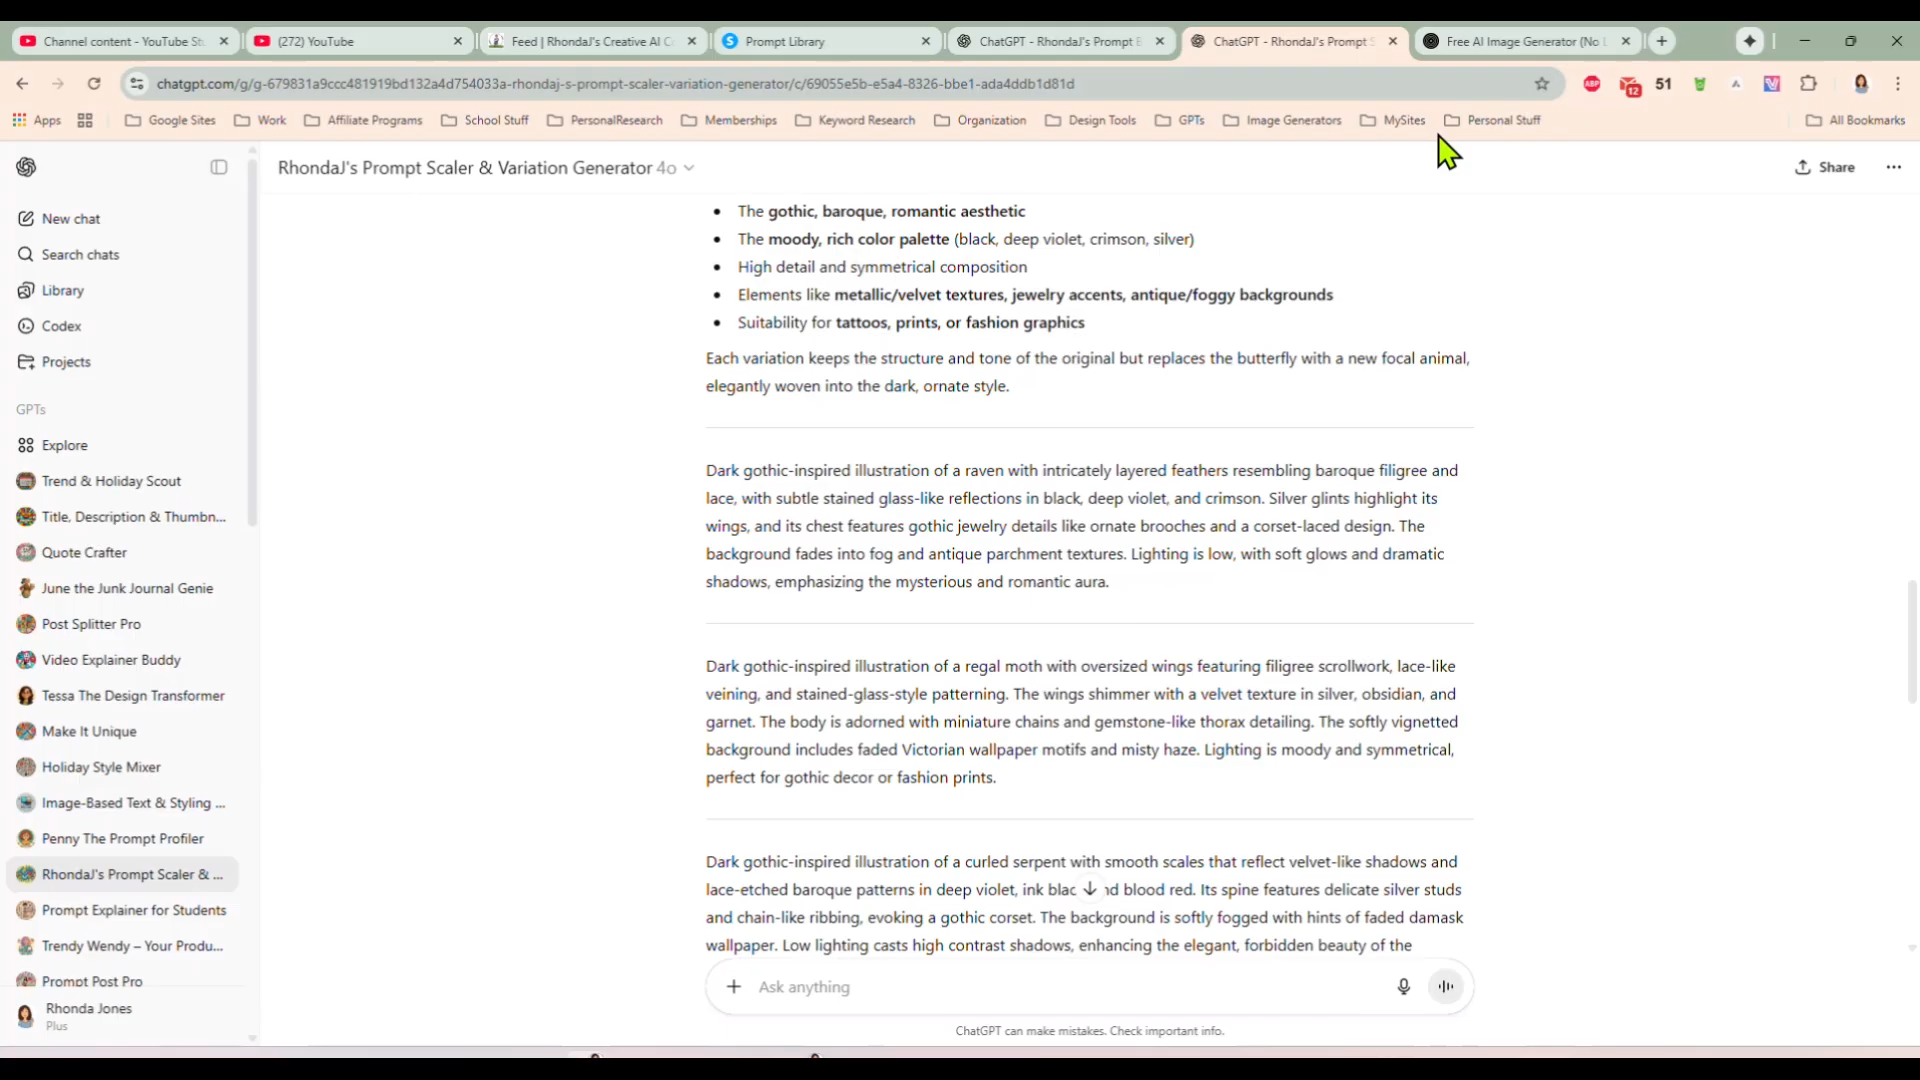 Channel content - YouTube St
(272) YouTube
Feed | RhondaJ's Creative AI C
Prompt Library
ChatGPT - RhondaJ's Prompt E
ChatGPT - RhondaJ's Prompt S
Free AI Image Generator (No L
chatgpt.com/g/g-679831a9ccc481919bd132a4d754033a-rhondaj-s-prompt-scaler-variation-generator/c/69055e5b-e5a4-8326-bbe1-ada4ddb1d81d
ABP
12
51
Apps
Google Sites
Work
Affiliate Programs
School Stuff
PersonalResearch
Memberships
Keyword Research
Organization
Design Tools
GPTs
Image Generators
MySites
Personal Stuff
All Bookmarks
RhondaJ's Prompt Scaler & Variation Generator 4o
Share
New chat
Search chats
Library
Codex
Projects
GPTs
Explore
Trend & Holiday Scout
Title, Description & Thumbn...
Quote Crafter
June the Junk Journal Genie
Post Splitter Pro
Video Explainer Buddy
Tessa The Design Transformer
Make It Unique
Holiday Style Mixer
Image-Based Text & Styling ...
Penny The Prompt Profiler
RhondaJ's Prompt Scaler & ...
Prompt Explainer for Students
Trendy Wendy – Your Produ...
Prompt Post Pro
Rhonda Jones
Plus
• The gothic, baroque, romantic aesthetic
• The moody, rich color palette (black, deep violet, crimson, silver)
• High detail and symmetrical composition
• Elements like metallic/velvet textures, jewelry accents, antique/foggy backgrounds
• Suitability for tattoos, prints, or fashion graphics
Each variation keeps the structure and tone of the original but replaces the butterfly with a new focal animal,
elegantly woven into the dark, ornate style.
Dark gothic-inspired illustration of a raven with intricately layered feathers resembling baroque filigree and
lace, with subtle stained glass-like reflections in black, deep violet, and crimson. Silver glints highlight its
wings, and its chest features gothic jewelry details like ornate brooches and a corset-laced design. The
background fades into fog and antique parchment textures. Lighting is low, with soft glows and dramatic
shadows, emphasizing the mysterious and romantic aura.
Dark gothic-inspired illustration of a regal moth with oversized wings featuring filigree scrollwork, lace-like
veining, and stained-glass-style patterning. The wings shimmer with a velvet texture in silver, obsidian, and
garnet. The body is adorned with miniature chains and gemstone-like thorax detailing. The softly vignetted
background includes faded Victorian wallpaper motifs and misty haze. Lighting is moody and symmetrical,
perfect for gothic decor or fashion prints.
Dark gothic-inspired illustration of a curled serpent with smooth scales that reflect velvet-like shadows and
lace-etched baroque patterns in deep violet, ink blac nd blood red. Its spine features delicate silver studs
and chain-like ribbing, evoking a gothic corset. The background is softly fogged with hints of faded damask
wallpaper. Low lighting casts high contrast shadows, enhancing the elegant, forbidden beauty of the
Ask anything
ChatGPT can make mistakes. Check important info.